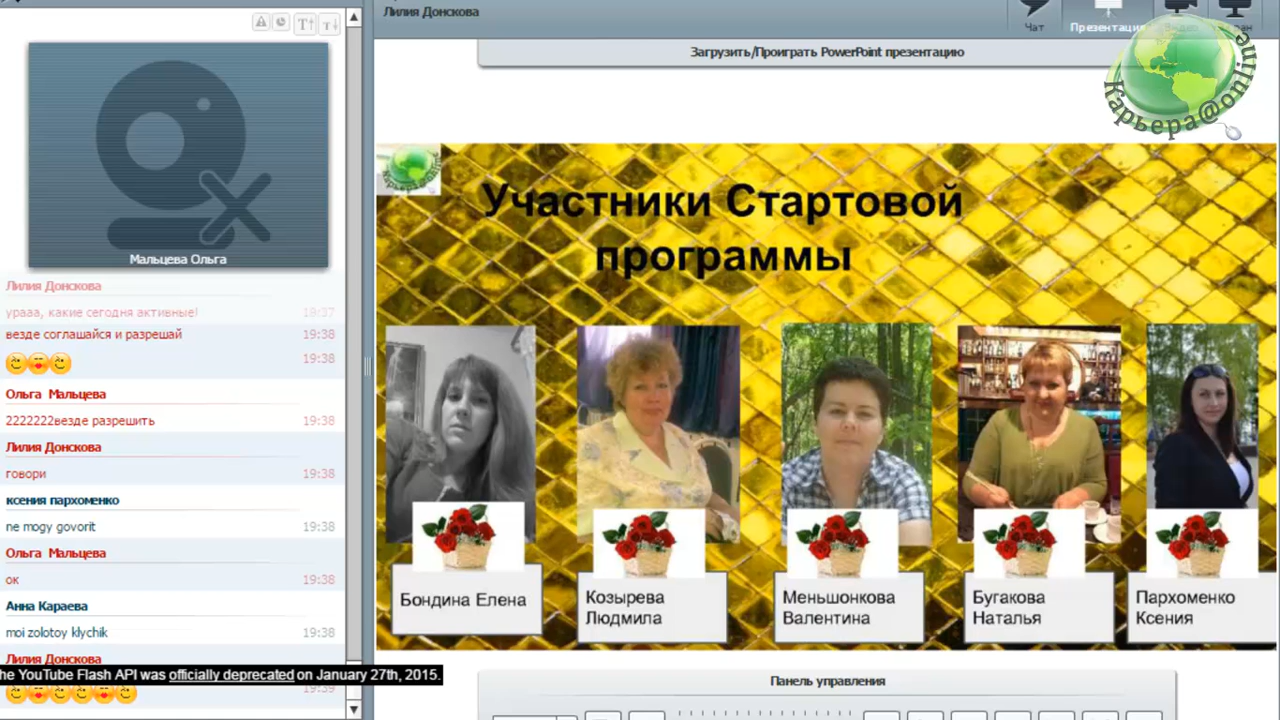 Лилия Донскова
Чат
Презентация
Загрузить/Проиграть PowerPoint презентацию
Карьера@online
Мальцева Ольга
Лилия Донскова
урааа, какие сегодня активные! 19:37
везде соглашайся и разрешай 19:38
19:38
Ольга Мальцева
2222222везде разрешить 19:38
Лилия Донскова
говори 19:38
ксения пархоменко
ne mogy govorit 19:38
Ольга Мальцева
ок 19:38
Анна Караева
moi zolotoy klychik 19:38
Лилия Донскова
he YouTube Flash API was officially deprecated on January 27th, 2015.
19:39
Участники Стартовой
программы
Бондина Елена
Козырева
Людмила
Меньшонкова
Валентина
Бугакова
Наталья
Пархоменко
Ксения
Панель управления